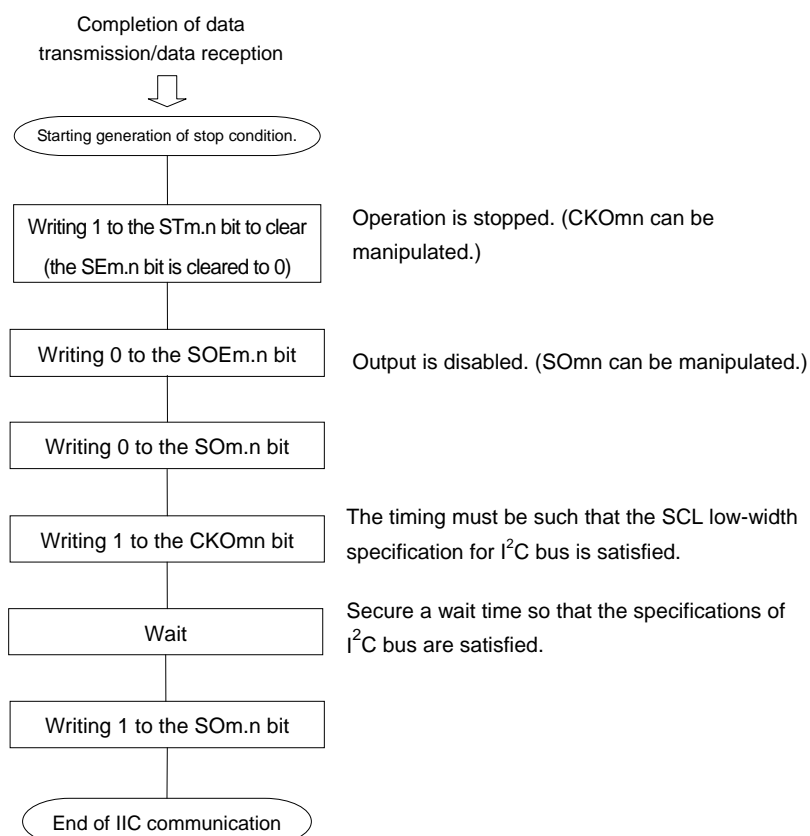 Completion of data
transmission/data reception
Starting generation of stop condition.
Writing 1 to the STm.n bit to clear
(the SEm.n bit is cleared to 0)
Operation is stopped. (CKOmn can be
manipulated.)
Writing 0 to the SOEm.n bit
Output is disabled. (SOmn can be manipulated.)
Writing 0 to the SOm.n bit
Writing 1 to the CKOmn bit
The timing must be such that the SCL low-width
specification for I²C bus is satisfied.
Wait
Secure a wait time so that the specifications of
I²C bus are satisfied.
Writing 1 to the SOm.n bit
End of IIC communication